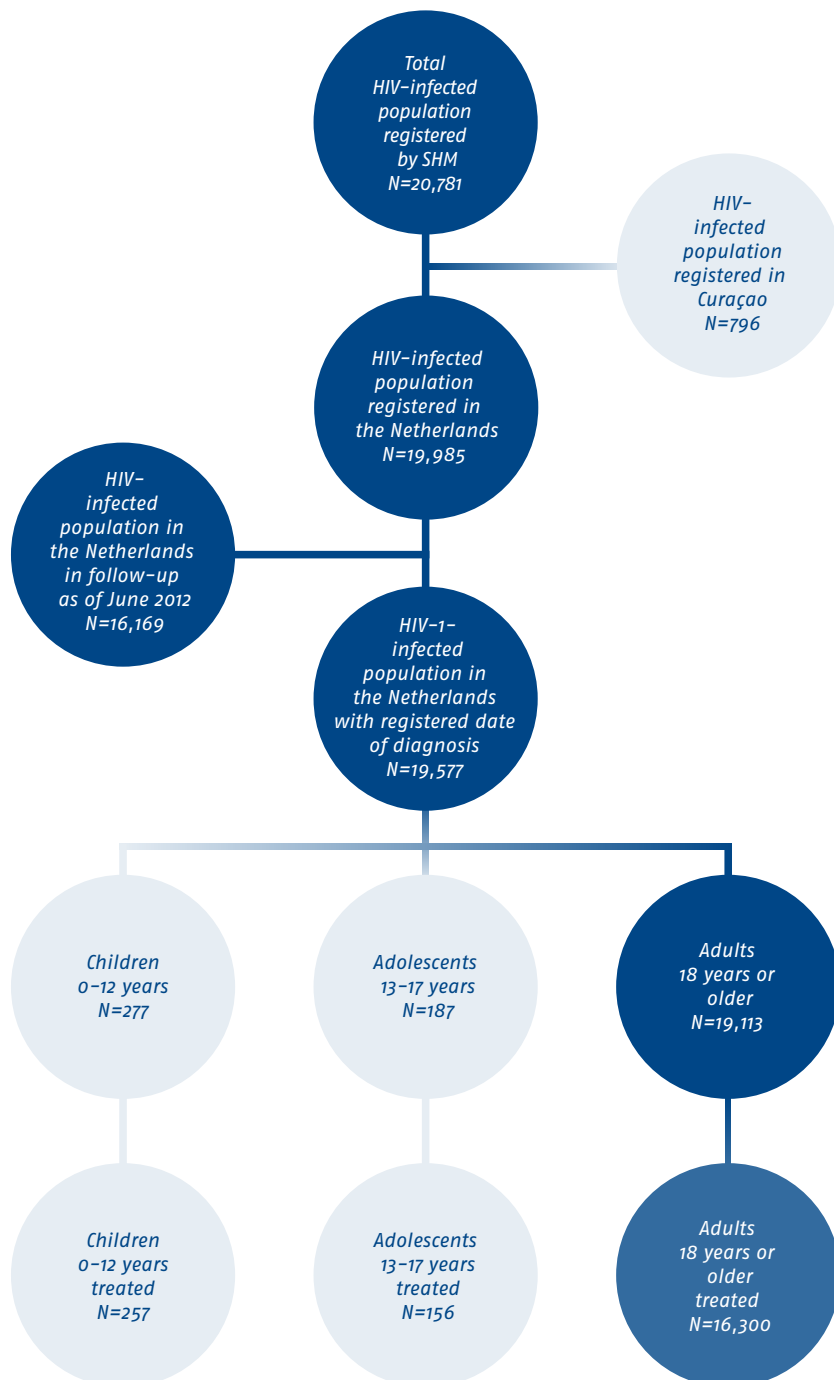 Total
HIV-infected
population
registered
by SHM
N=20,781
HIV-
infected
population
registered in
Curaçao
N=796
HIV-infected
population
registered in
the Netherlands
N=19,985
HIV-
infected
population in
the Netherlands
in follow-up
as of June 2012
N=16,169
HIV-1-
infected
population in
the Netherlands
with registered date
of diagnosis
N=19,577
Children
0-12 years
N=277
Adolescents
13-17 years
N=187
Adults
18 years or
older
N=19,113
Children
0-12 years
treated
N=257
Adolescents
13-17 years
treated
N=156
Adults
18 years or
older
treated
N=16,300